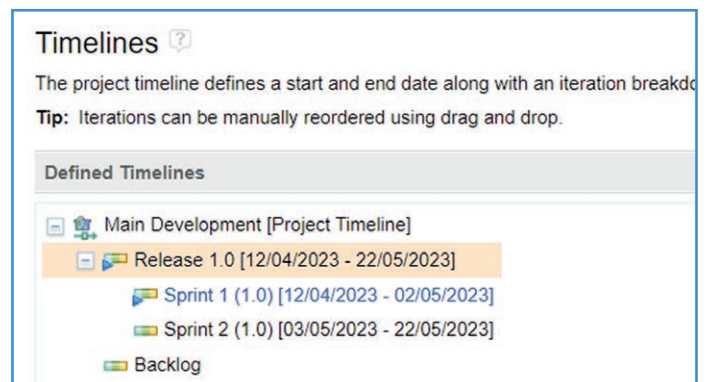 Timelines ?
The project timeline defines a start and end date along with an iteration
Tip: Iterations can be manually reordered using drag and drop.
Defined Timelines
Main Development [Project Timeline]
Release 1.0 [12/04/2023 - 22/05/2023]
Sprint 1 (1.0) [12/04/2023 - 02/05/2023]
Sprint 2 (1.0) [03/05/2023 - 22/05/2023]
Backlog